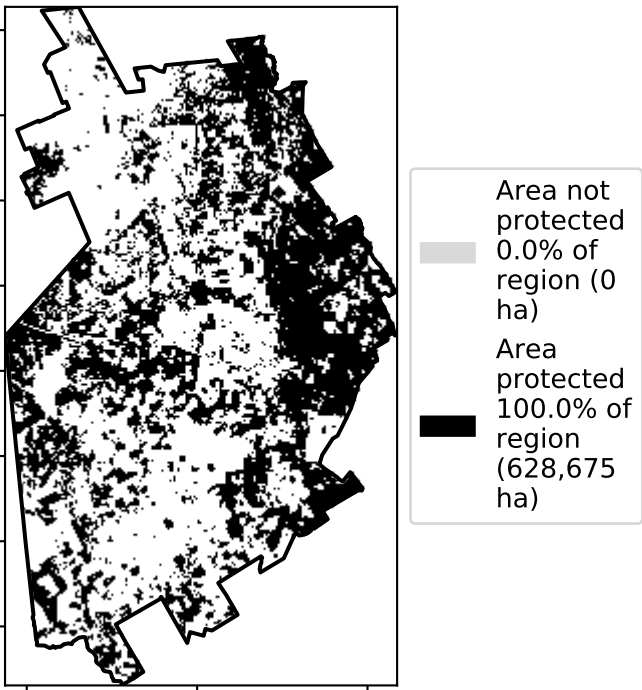 Area not
protected
0.0% of
region (0
ha)
Area
protected
100.0% of
region
(628,675
ha)